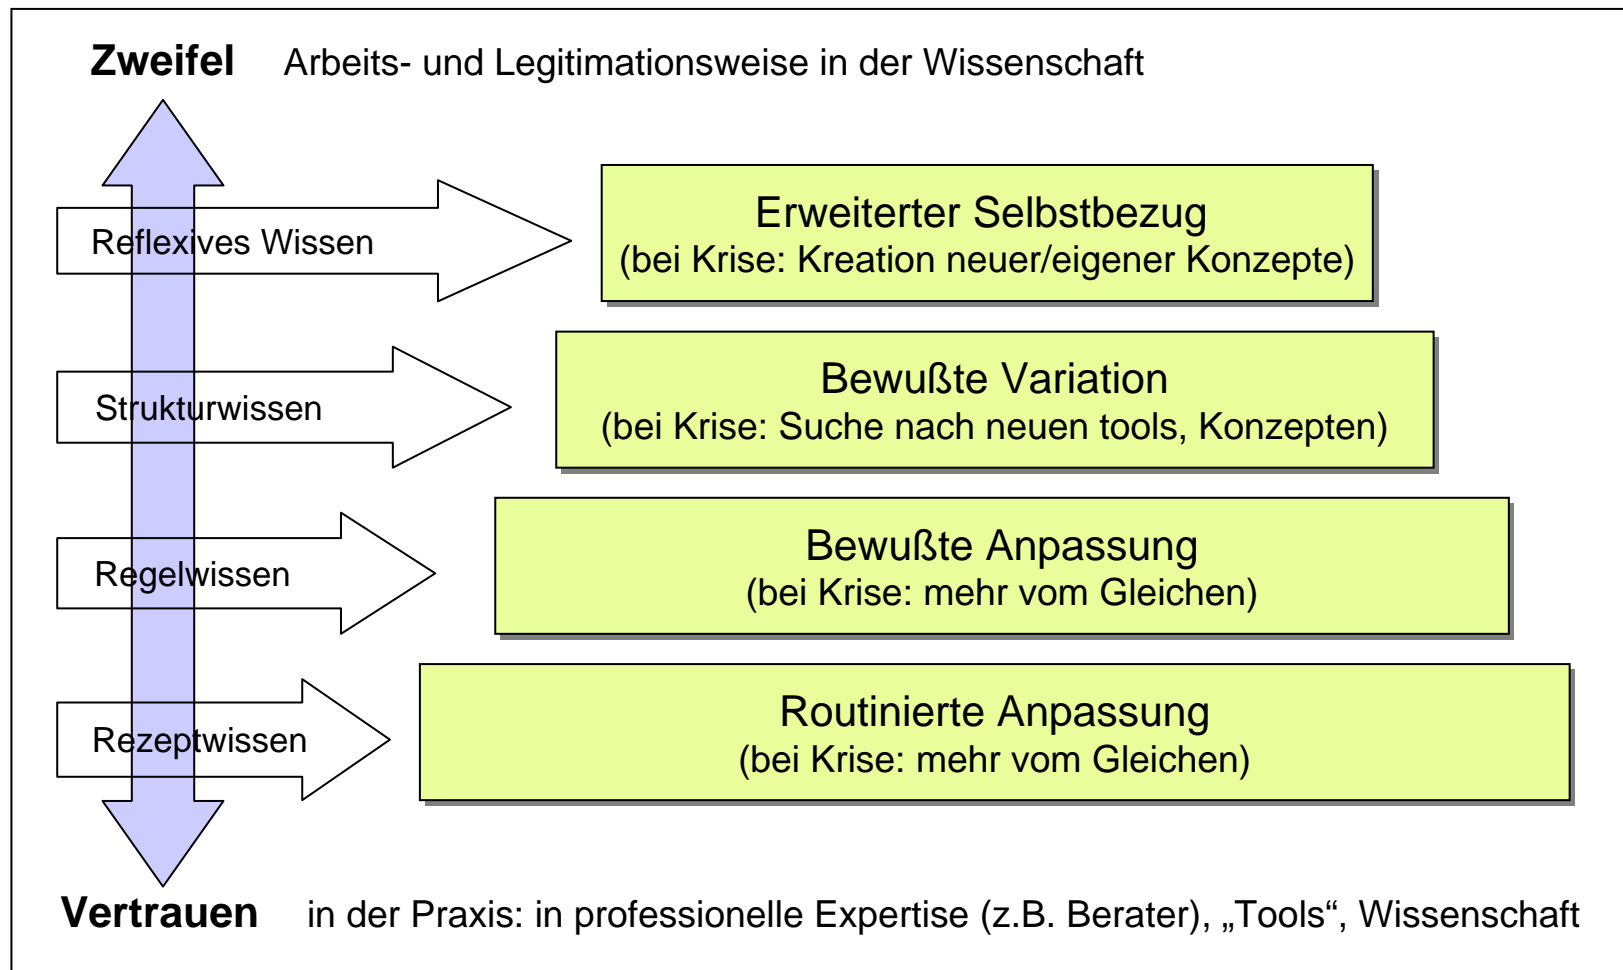 Zweifel Arbeits- und Legitimationsweise in der Wissenschaft
Reflexives Wissen
Erweiterter Selbstbezug
(bei Krise: Kreation neuer/eigener Konzepte)
Strukturwissen
Bewußte Variation
(bei Krise: Suche nach neuen tools, Konzepten)
Regelwissen
Bewußte Anpassung
(bei Krise: mehr vom Gleichen)
Rezeptwissen
Routinierte Anpassung
(bei Krise: mehr vom Gleichen)
Vertrauen in der Praxis: in professionelle Expertise (z.B. Berater), „Tools“, Wissenschaft